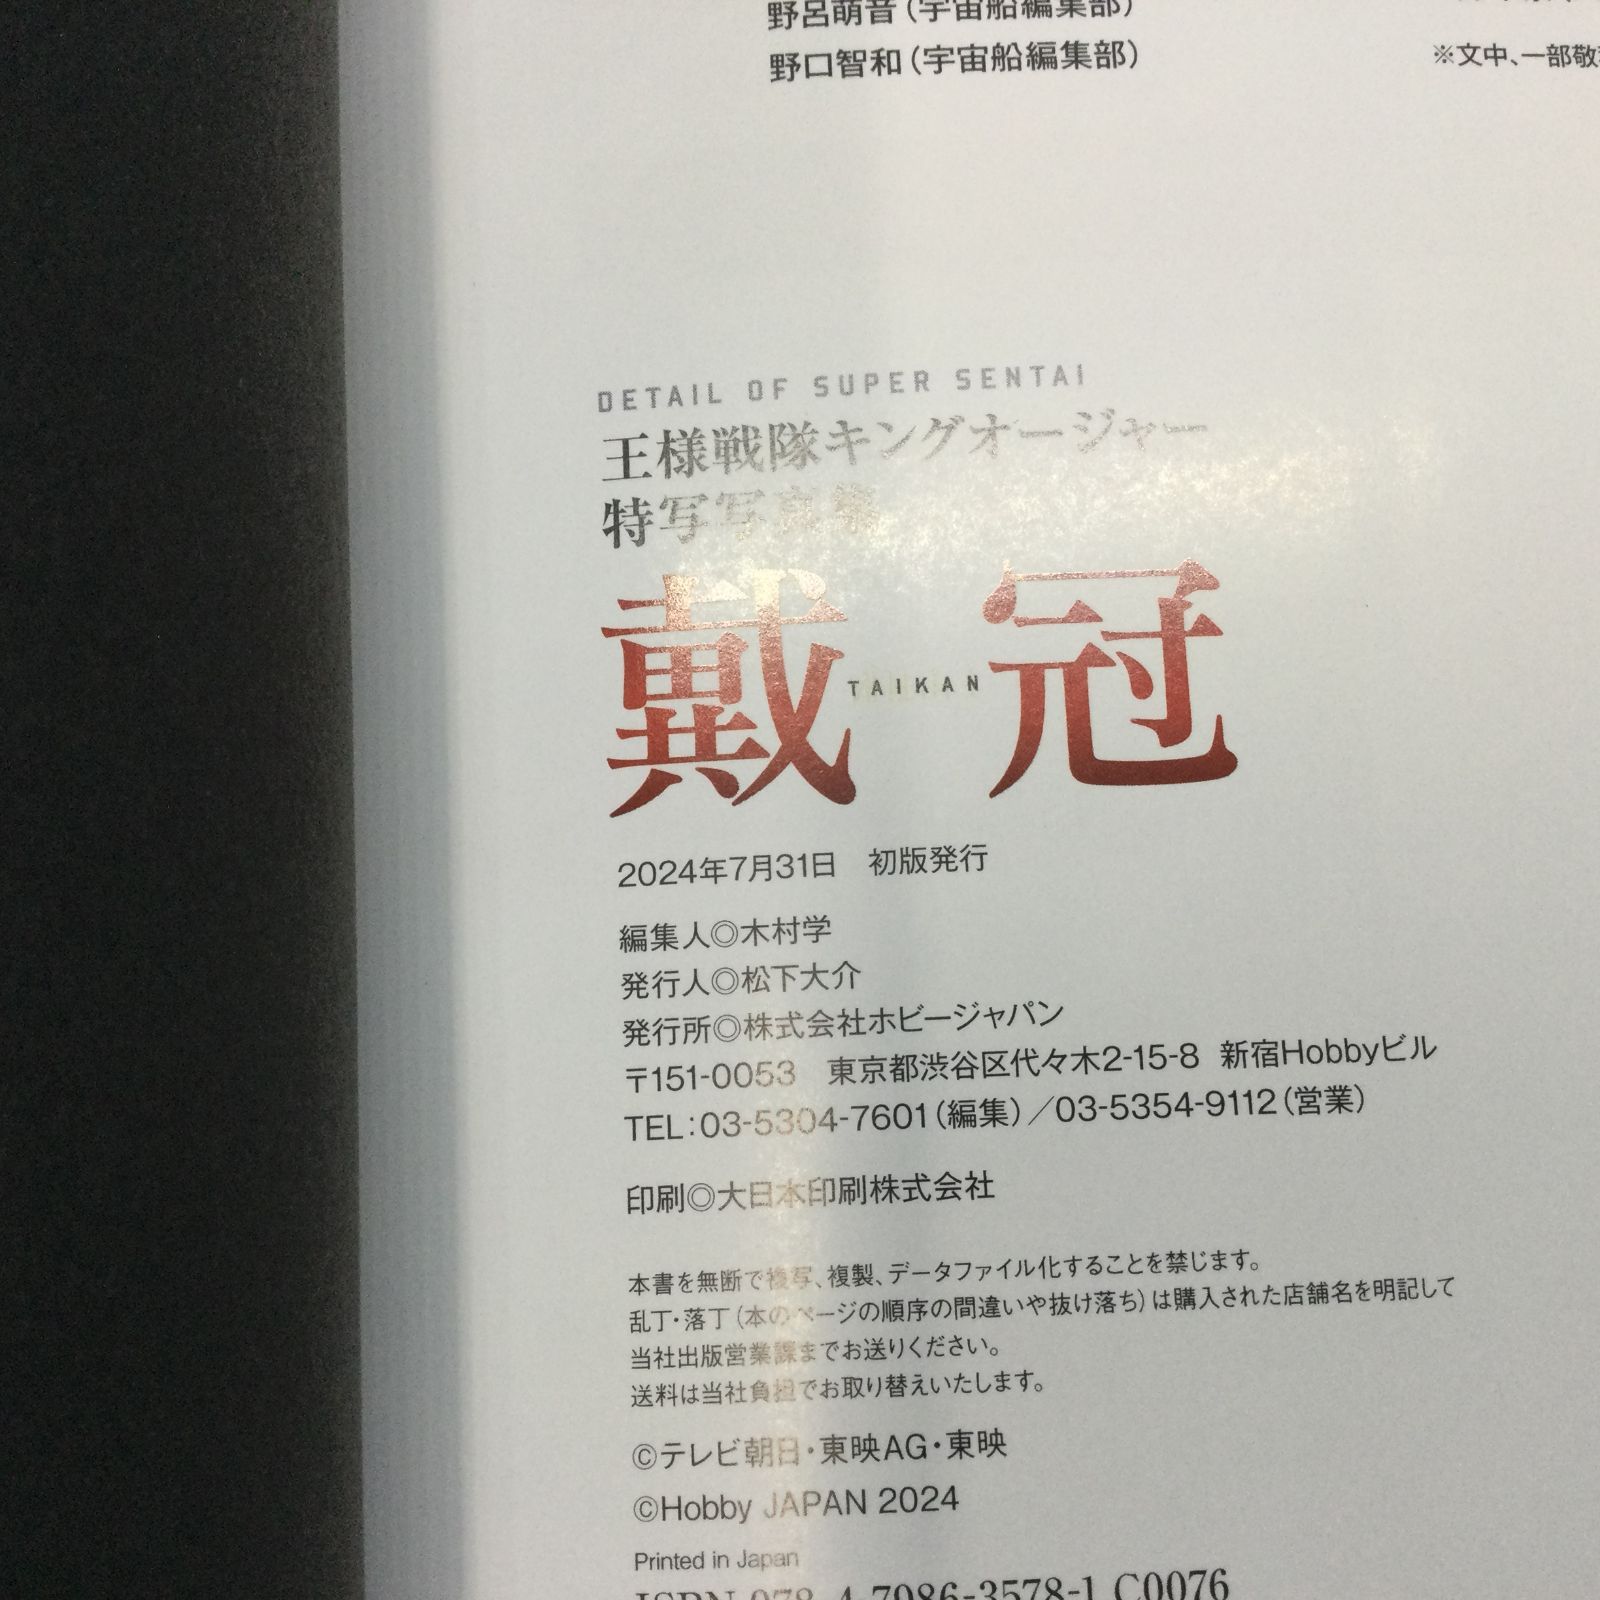 野呂萌音（宇宙船編集部）
野口智和（宇宙船編集部）
※文中、一部敬
DETAIL OF SUPER SENTAI
王様戦隊キングオージャー
特写写真集
戴冠
TAIKAN
2024年7月31日　初版発行
編集人◎木村学
発行人◎松下大介
発行所◎株式会社ホビージャパン
〒151-0053　東京都渋谷区代々木2-15-8　新宿Hobbyビル
TEL：03-5304-7601（編集）／03-5354-9112（営業）
印刷◎大日本印刷株式会社
本書を無断で複写、複製、データファイル化することを禁じます。
乱丁・落丁（本のページの順序の間違いや抜け落ち）は購入された店舗名を明記して
当社出版営業課までお送りください。
送料は当社負担でお取り替えいたします。
©テレビ朝日・東映AG・東映
©Hobby JAPAN 2024
Printed in Japan
ISBN 978-4-7986-3578-1 C0076